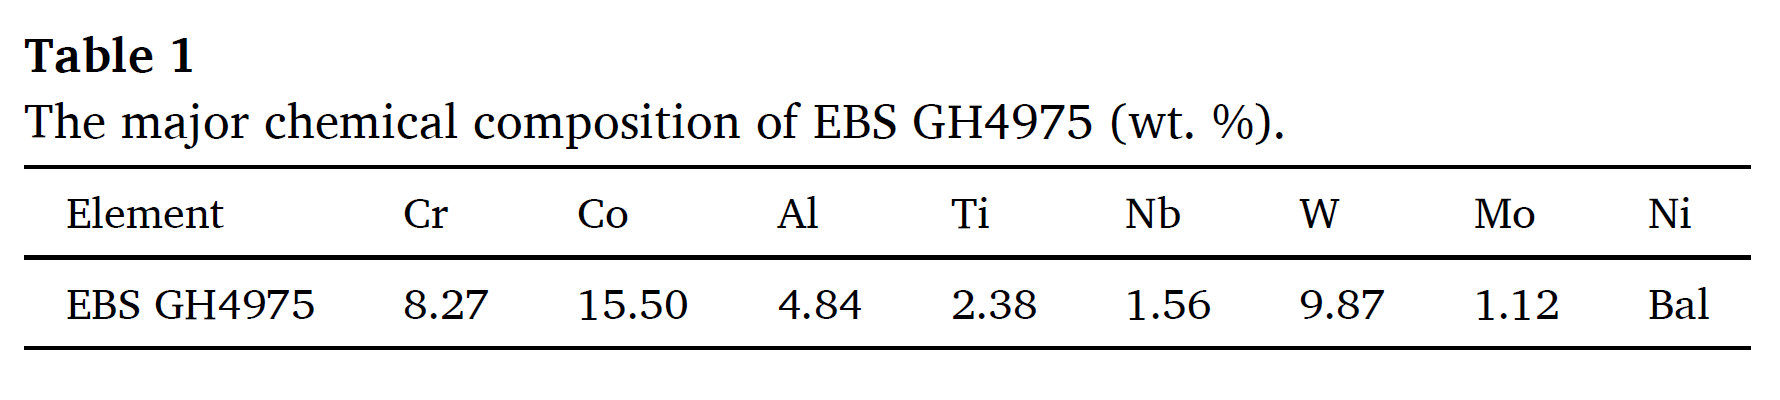 Table 1
The major chemical composition of EBS GH4975 (wt. %).
Element Cr Co Al Ti Nb W Mo Ni
EBS GH4975 8.27 15.50 4.84 2.38 1.56 9.87 1.12 Bal